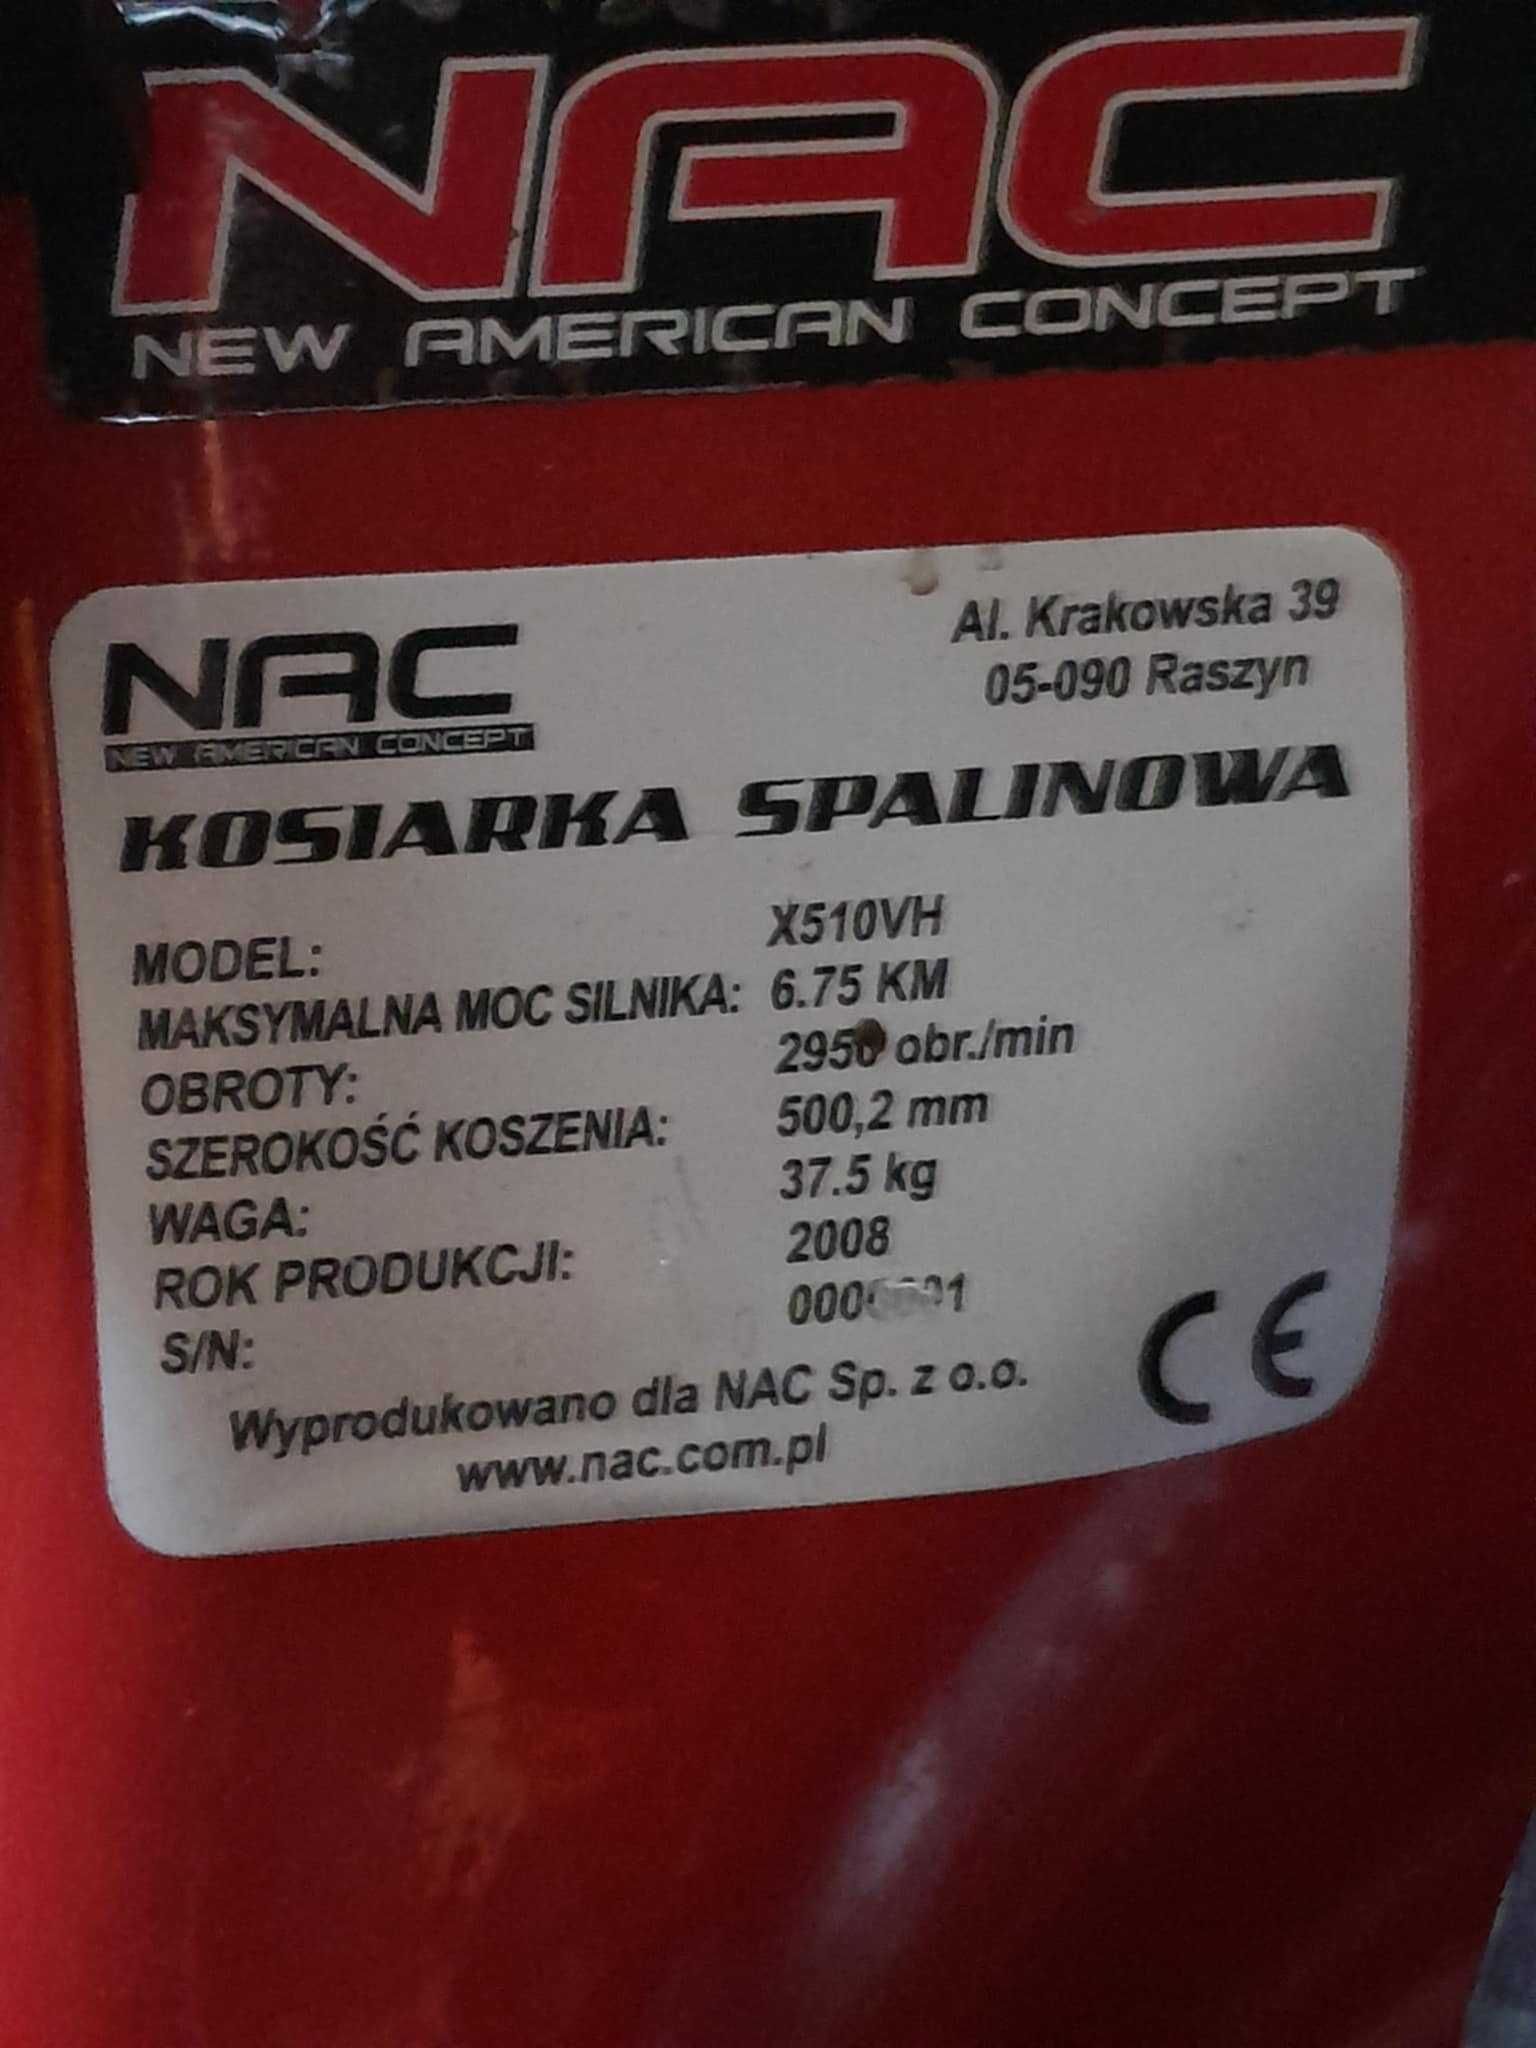 NAC
NEW AMERICAN CONCEPT
NAC
NEW AMERICAN CONCEPT
Al. Krakowska 39
05-090 Raszyn
KOSIARKA SPALINOWA
MODEL: X510VH
MAKSYMALNA MOC SILNIKA: 6.75 KM
OBROTY: 2950 obr./min
SZEROKOŚĆ KOSZENIA: 500,2 mm
WAGA: 37.5 kg
ROK PRODUKCJI: 2008
S/N:
Wyprodukowano dla NAC Sp. z o.o.
www.nac.com.pl
CE